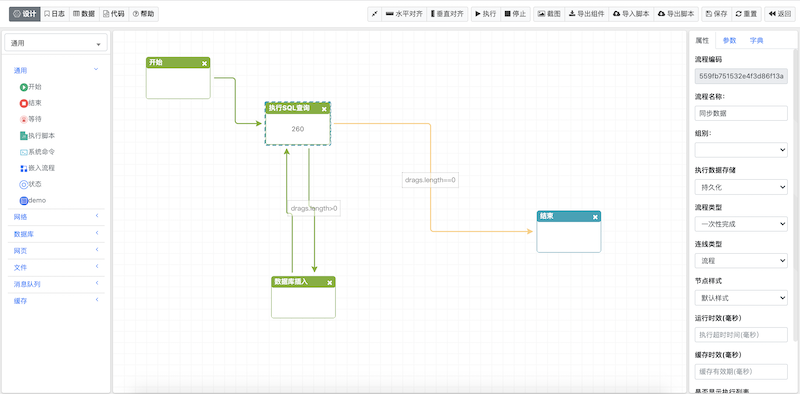 设计 日志 数据 代码 帮助 水平对齐 垂直对齐 执行 停止 截图 导出组件 导入脚本 导出脚本 保存 重置 返回
通用
通用
开始
结束
等待
执行脚本
系统命令
嵌入流程
状态
demo
网络
数据库
网页
文件
消息队列
缓存
开始
执行SQL查询
260
drags.length==0
drags.length>0
结束
数据库插入
属性 参数 字典
流程编码
559fb751532e4f3d86f13a
流程名称:
同步数据
组别:
执行数据存储
持久化
流程类型
一次性完成
连线类型
流程
节点样式
默认样式
运行时效(毫秒)
执行超时时间(毫秒)
缓存时效(毫秒)
缓存有效期(毫秒)
是否显示执行列表